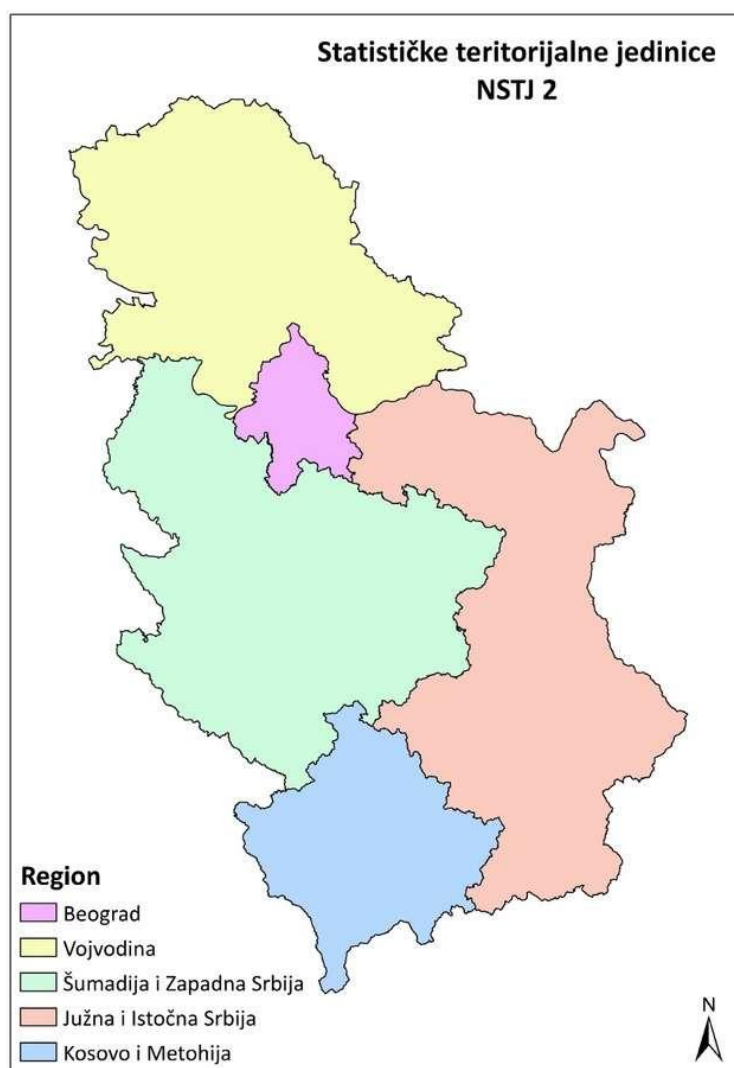 Statističke teritorijalne jedinice
NSTJ 2
Region
Beograd
Vojvodina
Šumadija i Zapadna Srbija
Južna i Istočna Srbija
Kosovo i Metohija
N